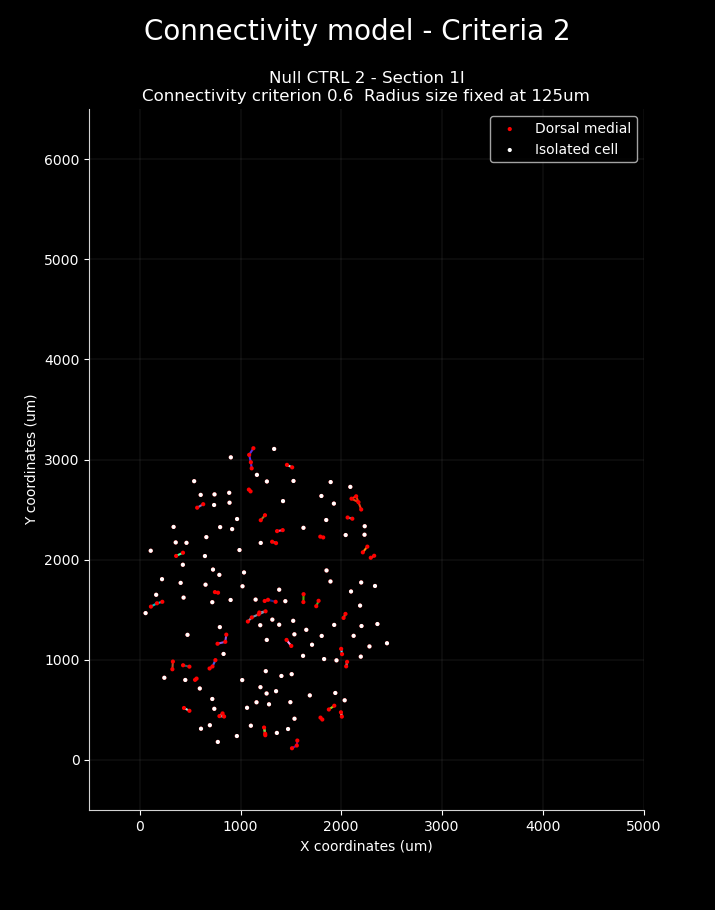 Connectivity model - Criteria 2
Null CTRL 2 - Section 1l
Connectivity criterion 0.6  Radius size fixed at 125um
Dorsal medial
Isolated cell
6000
5000
4000
3000
2000
1000
0
Y coordinates (um)
0 1000 2000 3000 4000 5000
X coordinates (um)